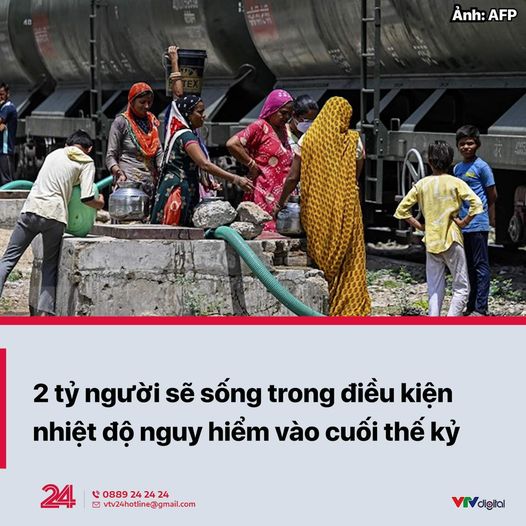 Ảnh: AFP
2 tỷ người sẽ sống trong điều kiện
nhiệt độ nguy hiểm vào cuối thế kỷ
24
0889 24 24 24
vtv24hotline@gmail.com
VTVdigital